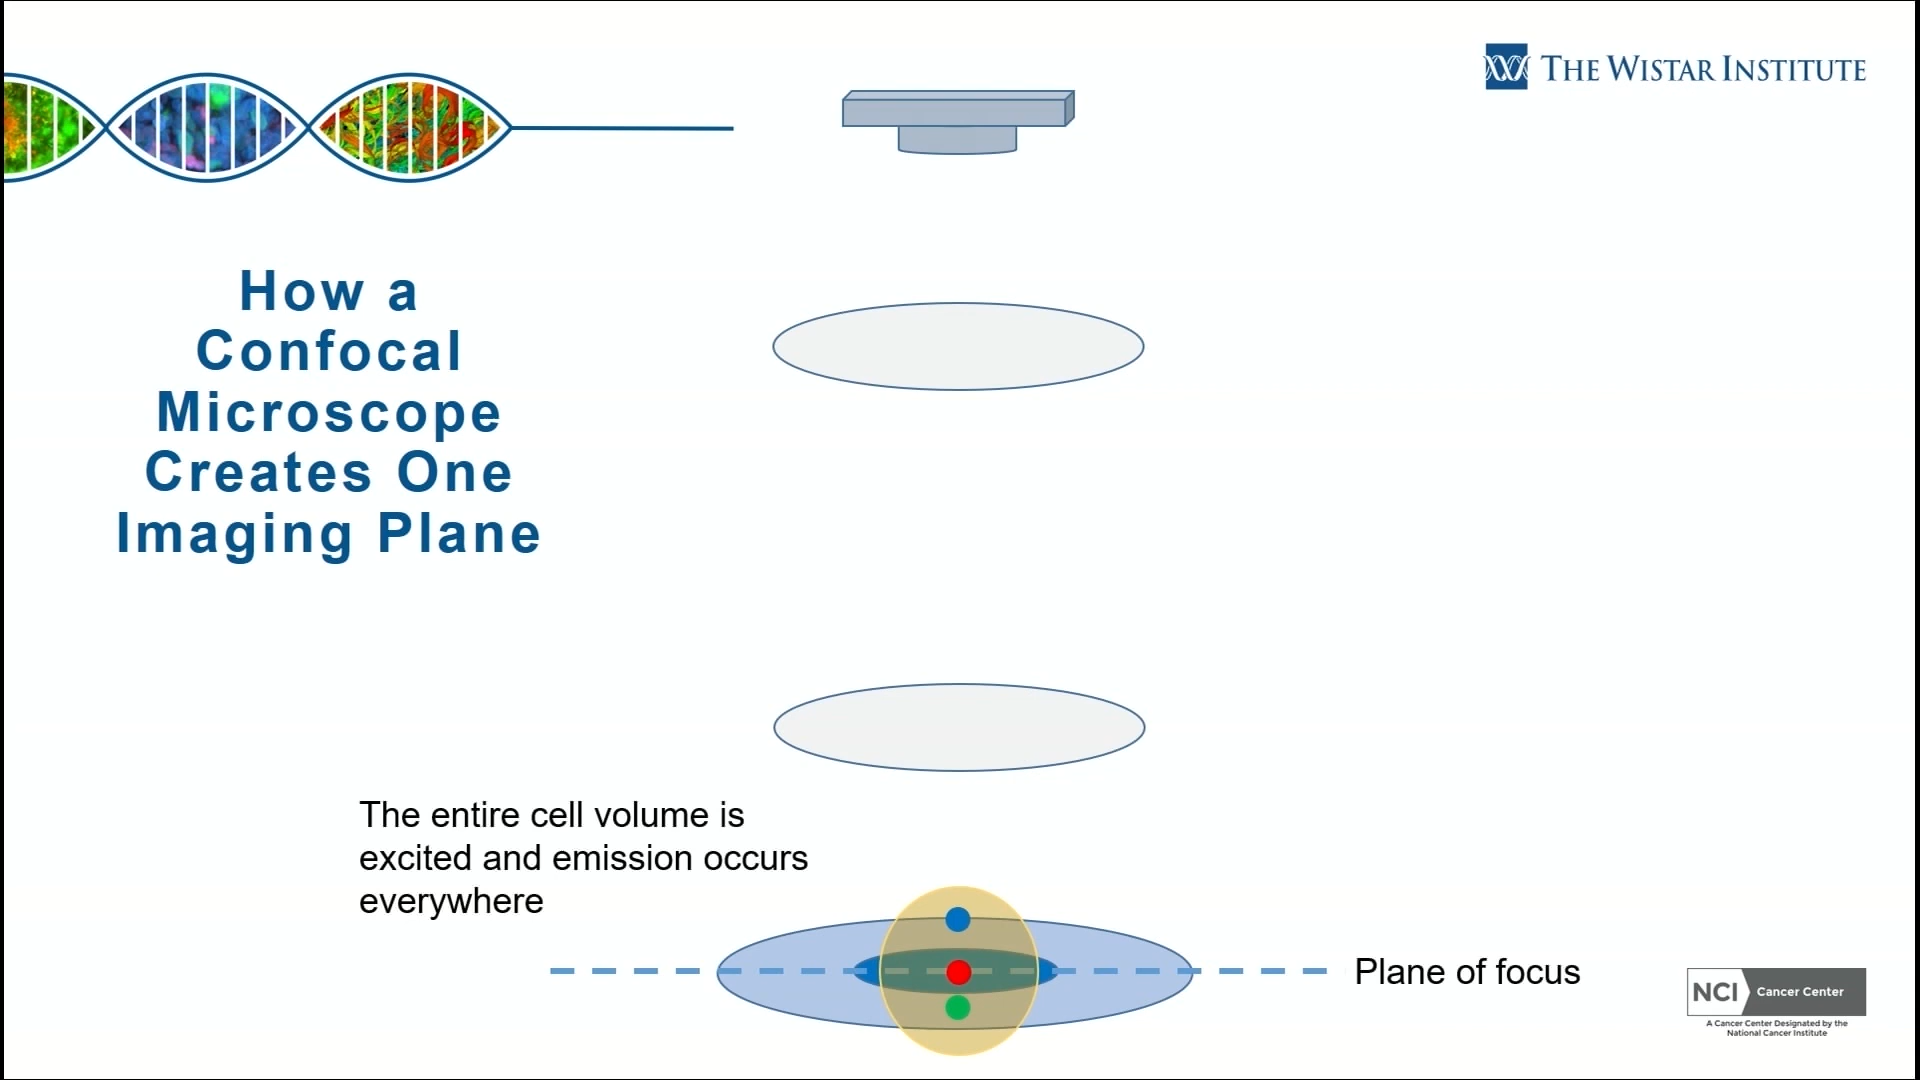 THE WISTAR INSTITUTE
How a
Confocal
Microscope
Creates One
Imaging Plane
The entire cell volume is
excited and emission occurs
everywhere
Plane of focus
NCI Cancer Center
A Cancer Center Designated by the
National Cancer Institute